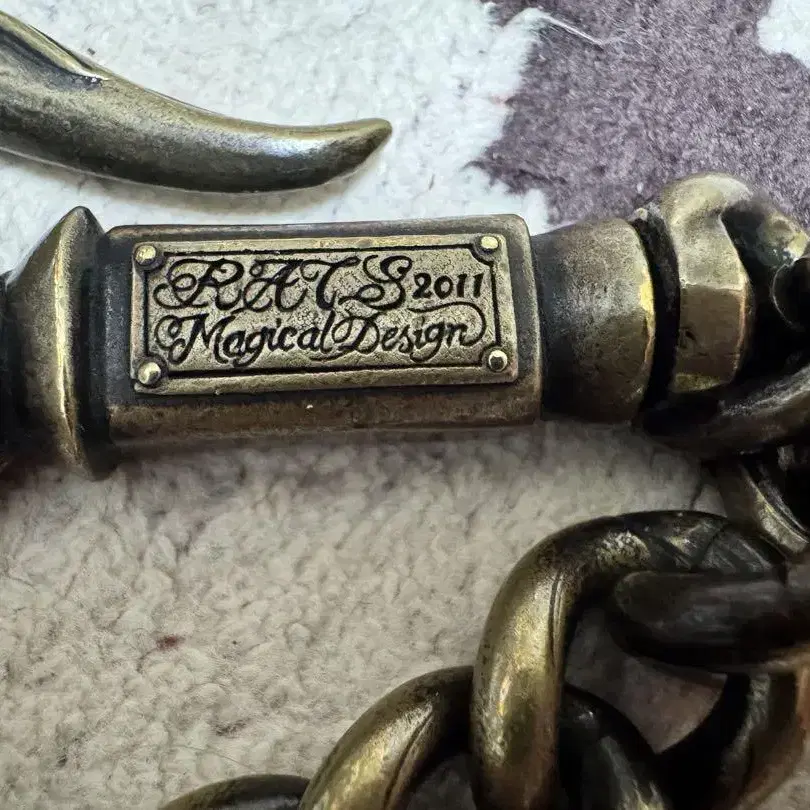 RATS 2011
Magical Design